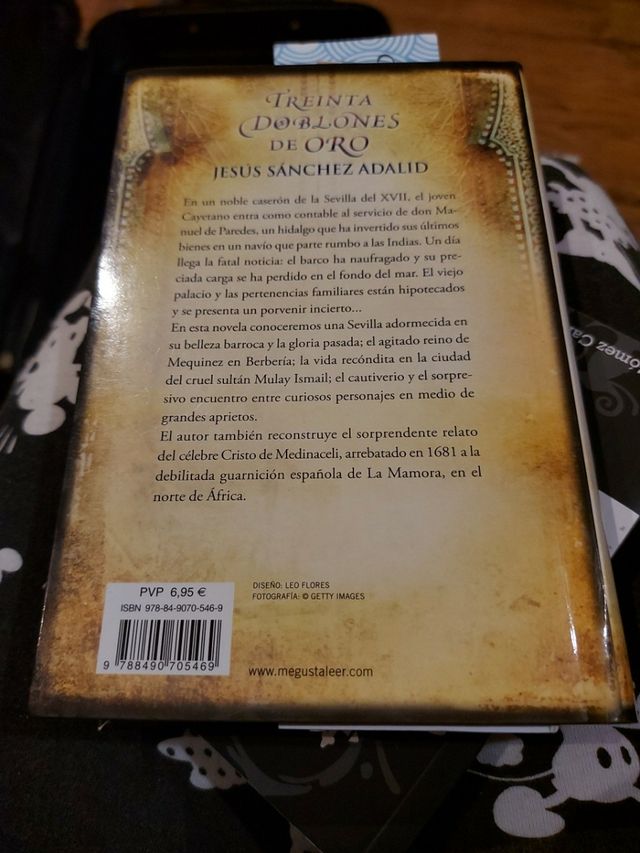 TREINTA
DOBLONES
DE ORO
JESÚS SÁNCHEZ ADALID
En un noble caserón de la Sevilla del XVII, el joven
Cayetano entra como contable al servicio de don Ma-
nuel de Paredes, un hidalgo que ha invertido sus últimos
bienes en un navío que parte rumbo a las Indias. Un día
llega la fatal noticia: el barco ha naufragado y su pre-
ciada carga se ha perdido en el fondo del mar. El viejo
palacio y las pertenencias familiares están hipotecados
y se presenta un porvenir incierto...
En esta novela conoceremos una Sevilla adormecida en
su belleza barroca y la gloria pasada; el agitado reino de
Mequinez en Berbería; la vida recóndita en la ciudad
del cruel sultán Mulay Ismail; el cautiverio y el sorpre-
sivo encuentro entre curiosos personajes en medio de
grandes aprietos.
El autor también reconstruye el sorprendente relato
del célebre Cristo de Medinaceli, arrebatado en 1681 a la
debilitada guarnición española de La Mamora, en el
norte de África.
PVP 6,95 €
ISBN 978-84-9070-546-9
9 788490 705469
DISEÑO: LEO FLORES
FOTOGRAFÍA: © GETTY IMAGES
www.megustaleer.com